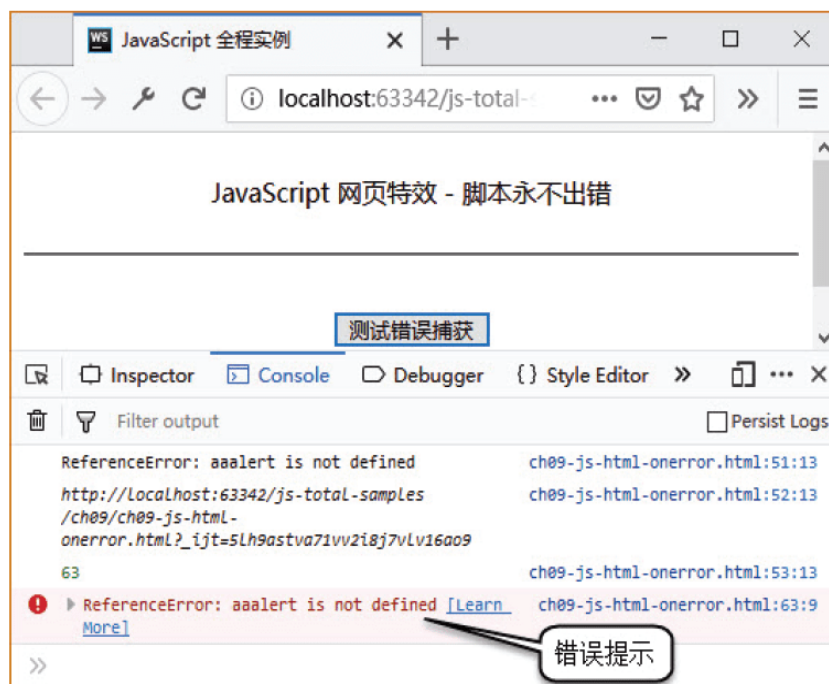 WS JavaScript 全程实例
localhost:63342/js-total-s
JavaScript 网页特效 - 脚本永不出错
测试错误捕获
Inspector Console Debugger { } Style Editor
Filter output Persist Logs
ReferenceError: aaalert is not defined ch09-js-html-onerror.html:51:13
http://localhost:63342/js-total-samples ch09-js-html-onerror.html:52:13
/ch09/ch09-js-html-
onerror.html?_ijt=5lh9astva71vv2i8j7vlv16ao9
63 ch09-js-html-onerror.html:53:13
ReferenceError: aaalert is not defined [Learn ch09-js-html-onerror.html:63:9
More]
错误提示